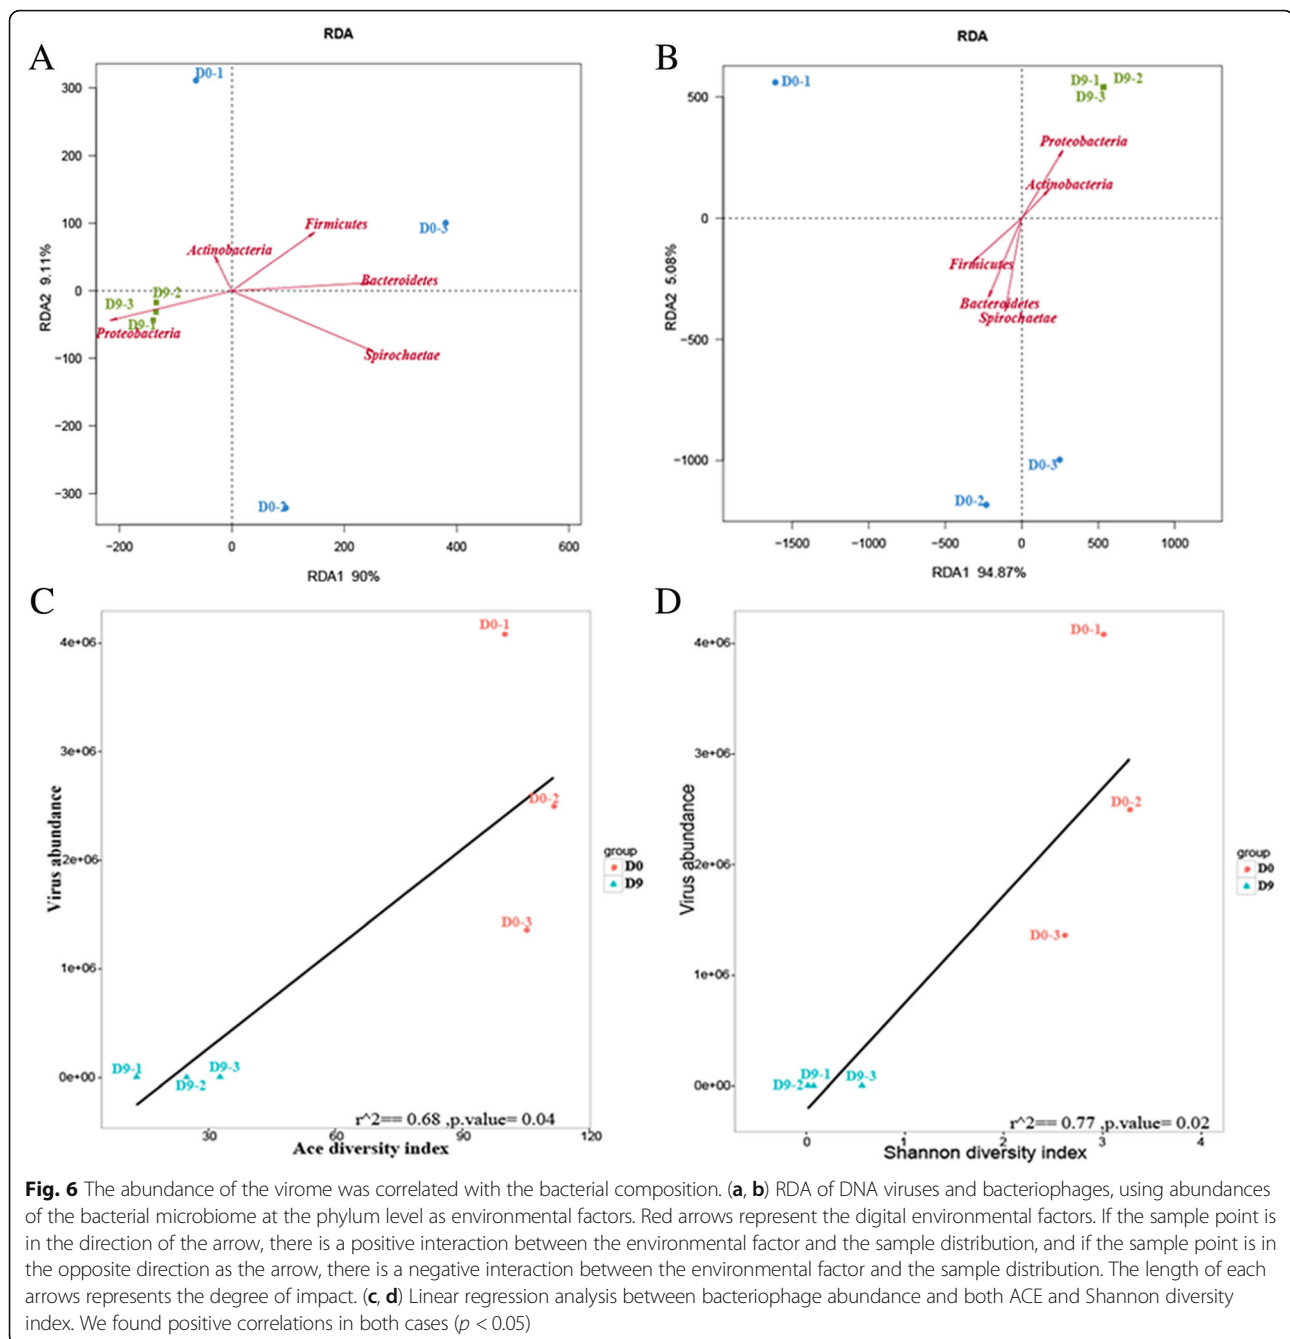 A
RDA
D0-1
300
200
100
0
−100
−200
−300
RDA2 9.11%
Firmicutes
D0-3
Actinobacteria
Bacteroidetes
D9-2
D9-3
D9-1
Proteobacteria
Spirochaetae
D0-2
−200
0
200
400
600
RDA1 90%
B
RDA
D0-1
D9-1
D9-2
D9-3
500
0
−500
−1000
RDA2 5.08%
Proteobacteria
Actinobacteria
Firmicutes
Bacteroidetes
Spirochaetae
D0-3
D0-2
−1500
−1000
−500
0
500
1000
RDA1 94.87%
C
D0-1
4e+06
3e+06
2e+06
1e+06
0e+00
Virus abundance
D0-2
D0-3
D9-1
D9-2
D9-3
group
D0
D9
r^2== 0.68 ,p.value= 0.04
30
60
90
120
Ace diversity index
D
D0-1
4e+06
3e+06
2e+06
1e+06
0e+00
Virus abundance
D0-2
D0-3
D9-1
D9-2
D9-3
group
D0
D9
r^2== 0.77 ,p.value= 0.02
0
1
2
3
4
Shannon diversity index
Fig. 6 The abundance of the virome was correlated with the bacterial composition. (a, b) RDA of DNA viruses and bacteriophages, using abundances
of the bacterial microbiome at the phylum level as environmental factors. Red arrows represent the digital environmental factors. If the sample point is
in the direction of the arrow, there is a positive interaction between the environmental factor and the sample distribution, and if the sample point is in
the opposite direction as the arrow, there is a negative interaction between the environmental factor and the sample distribution. The length of each
arrows represents the degree of impact. (c, d) Linear regression analysis between bacteriophage abundance and both ACE and Shannon diversity
index. We found positive correlations in both cases (p < 0.05)